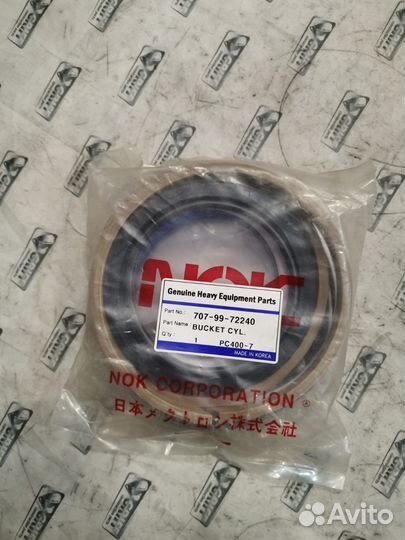 NOK
Genuine Heavy Equipment Parts
Part No.: 707-99-72240
Part Name: BUCKET CYL.
Q'ty: 1 PC400-7
MADE IN KOREA
NOK CORPORATION
日本メクトロン株式会社
Avito